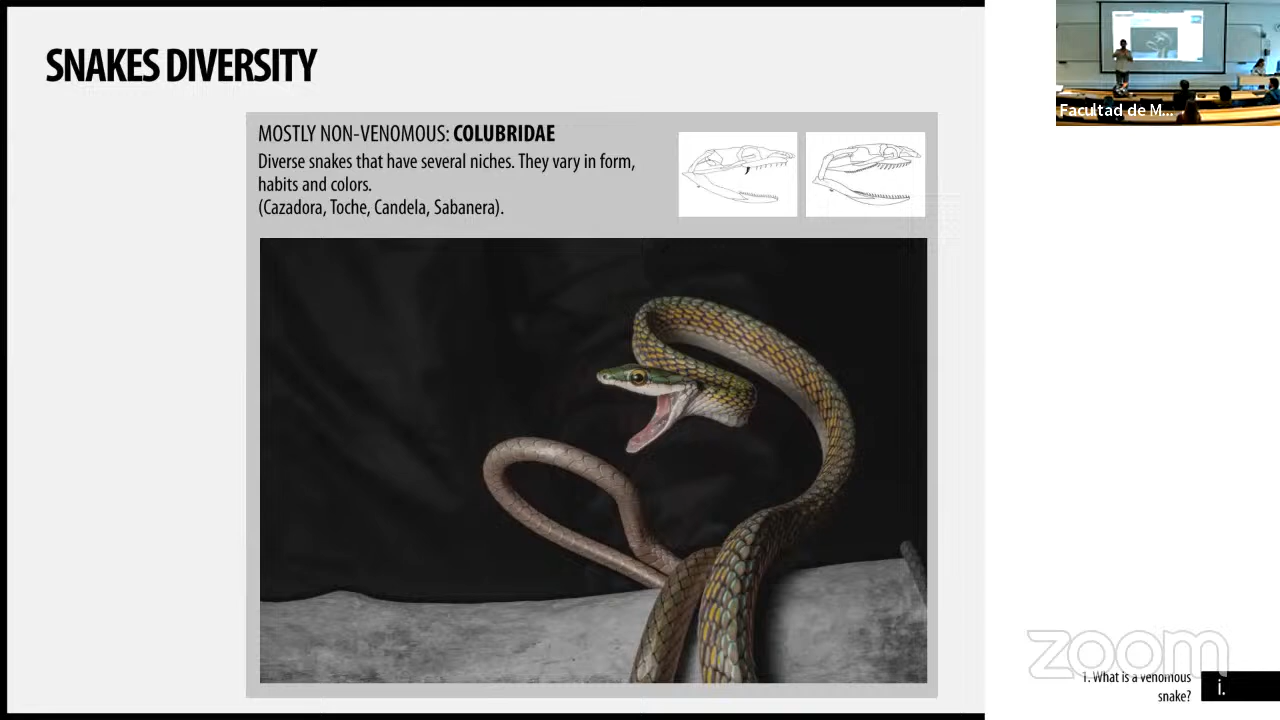 SNAKES DIVERSITY
MOSTLY NON-VENOMOUS: COLUBRIDAE
Diverse snakes that have several niches. They vary in form,
habits and colors.
(Cazadora, Toche, Candela, Sabanera).
Facultad de M...
zoom
1. What is a venomous
snake?
i.